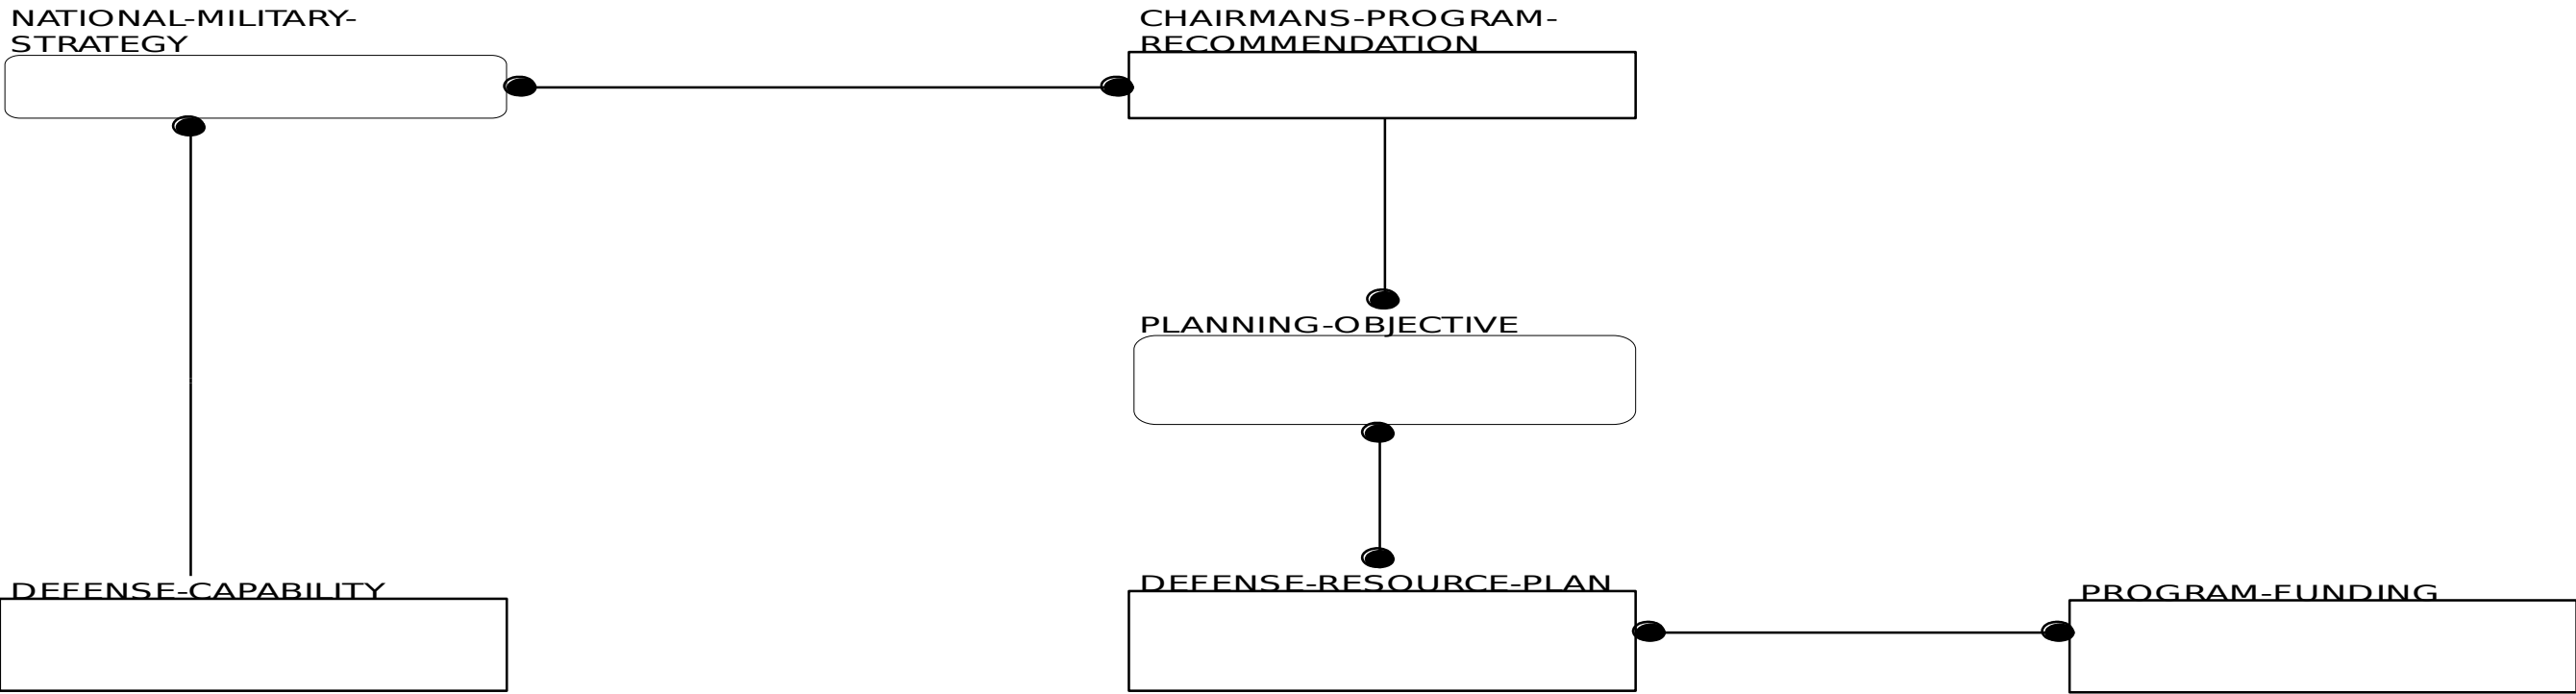 NATIONAL-MILITARY-
STRATEGY
CHAIRMANS-PROGRAM-
RECOMMENDATION
PLANNING-OBJECTIVE
DEFENSE-CAPABILITY
DEFENSE-RESOURCE-PLAN
PROGRAM-FUNDING